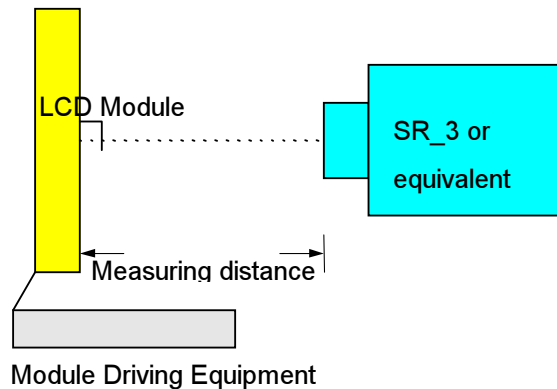 LCD Module
SR_3 or
equivalent
Measuring distance
Module Driving Equipment